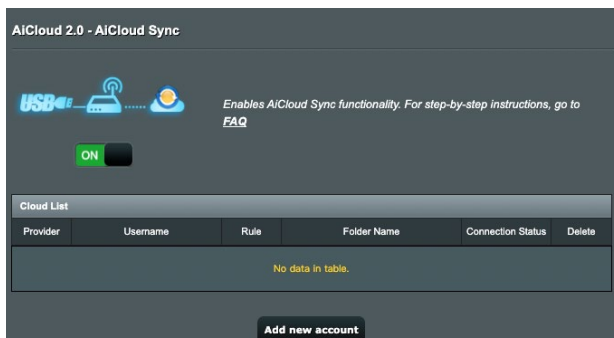 AiCloud 2.0 - AiCloud Sync
USB
Enables AiCloud Sync functionality. For step-by-step instructions, go to
FAQ
ON
Cloud List
Provider Username Rule Folder Name Connection Status Delete
No data in table.
Add new account